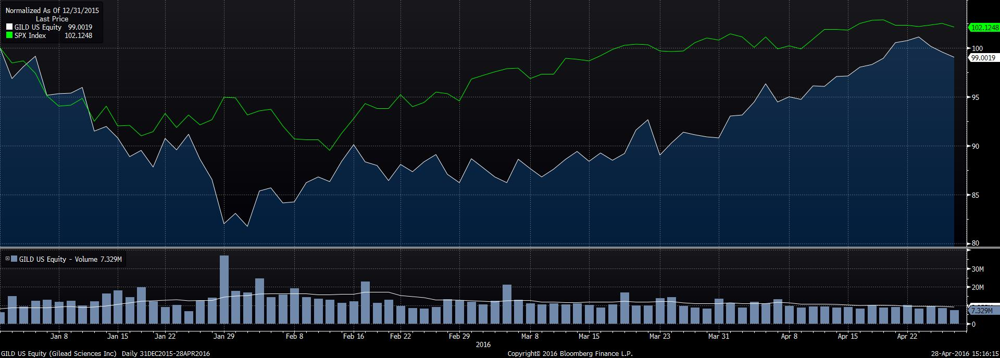 Normalized As Of 12/31/2015
Last Price
GILD US Equity 99.0019
SPX Index 102.1248
102.1248
100
99.0019
95
90
85
80
GILD US Equity - Volume 7.329M
30M
20M
7.329M
0
Jan 8 Jan 15 Jan 22 Jan 29 Feb 8 Feb 16 Feb 22 Feb 29 Mar 8 Mar 15 Mar 23 Mar 31 Apr 8 Apr 15 Apr 22
2016
GILD US Equity (Gilead Sciences Inc) Daily 31DEC2015-28APR2016 Copyright© 2016 Bloomberg Finance L.P. 28-Apr-2016 15:16:15